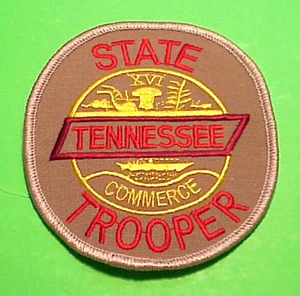 STATE
XVI
TENNESSEE
COMMERCE
TROOPER